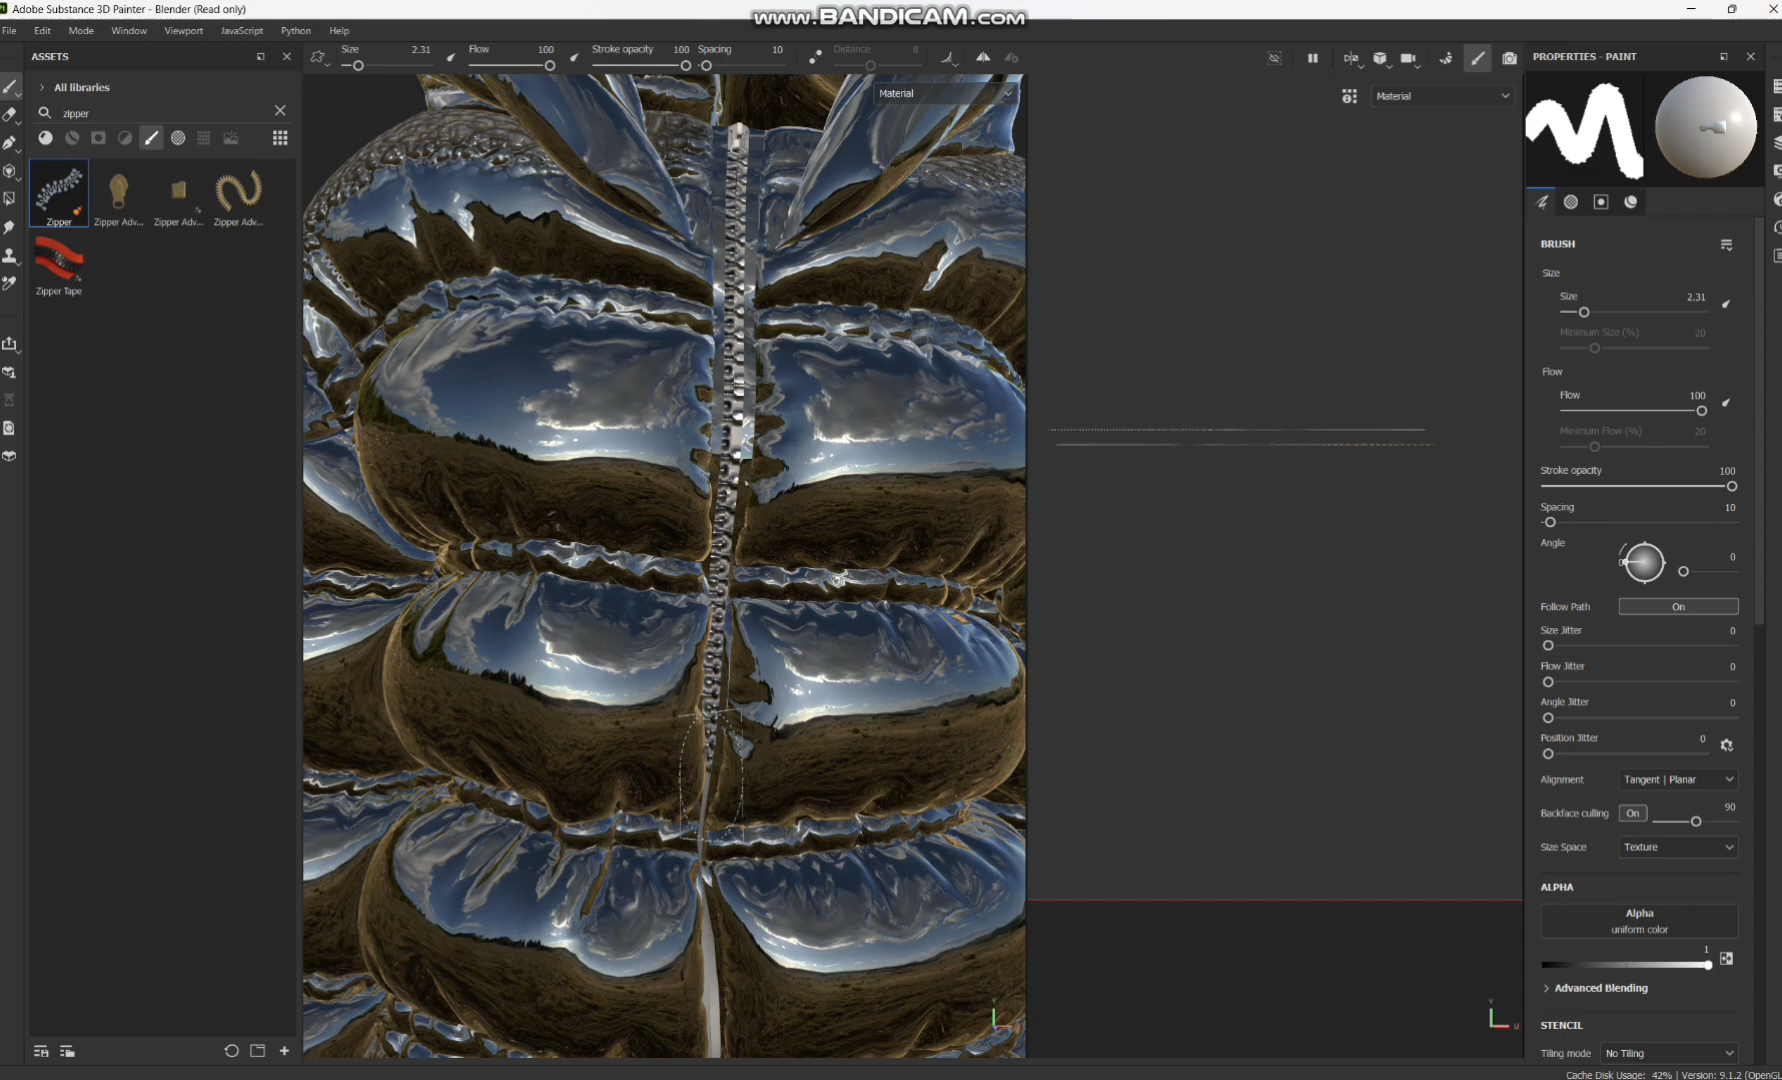 Adobe Substance 3D Painter - Blender (Read only)
www.BANDICAM.com
File Edit Mode Window Viewport JavaScript Python Help
ASSETS
All libraries
zipper
Zipper
Zipper Adv...
Zipper Adv...
Zipper Adv...
Zipper Tape
Size 2.31
Flow 100
Stroke opacity 100
Spacing 10
Distance 8
Material
Material
PROPERTIES - PAINT
BRUSH
Size
Size 2.31
Minimum Size (%) 20
Flow
Flow 100
Minimum Flow (%) 20
Stroke opacity 100
Spacing 10
Angle 0
Follow Path On
Size Jitter 0
Flow Jitter 0
Angle Jitter 0
Position Jitter 0
Alignment Tangent | Planar
Backface culling On 90
Size Space Texture
ALPHA
Alpha
uniform color
1
Advanced Blending
STENCIL
Tiling mode No Tiling
Cache Disk Usage: 42% | Version: 9.1.2 (OpenGL